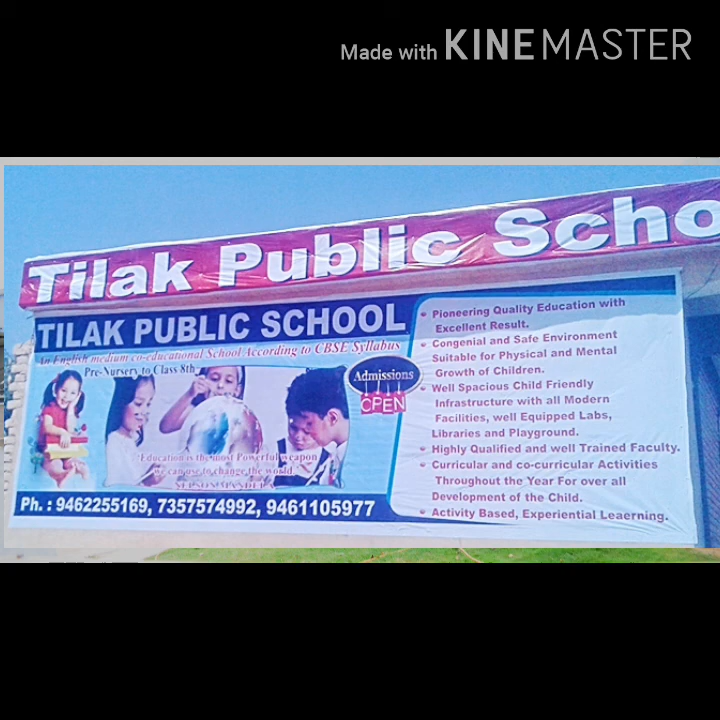 Made with KINEMASTER
Tilak Public Scho
TILAK PUBLIC SCHOOL
An English medium co-educational School According to CBSE Syllabus
Pre-Nursery to Class 8th
Admissions
OPEN
"Education is the most Powerful weapon
we can use to change the world
NELSON MANDELA
Ph. : 9462255169, 7357574992, 9461105977
• Pioneering Quality Education with
Excellent Result.
• Congenial and Safe Environment
Suitable for Physical and Mental
Growth of Children.
• Well Spacious Child Friendly
Infrastructure with all Modern
Facilities, well Equipped Labs,
Libraries and Playground.
• Highly Qualified and well Trained Faculty.
• Curricular and co-curricular Activities
Throughout the Year For over all
Development of the Child.
• Activity Based, Experiential Leaerning.